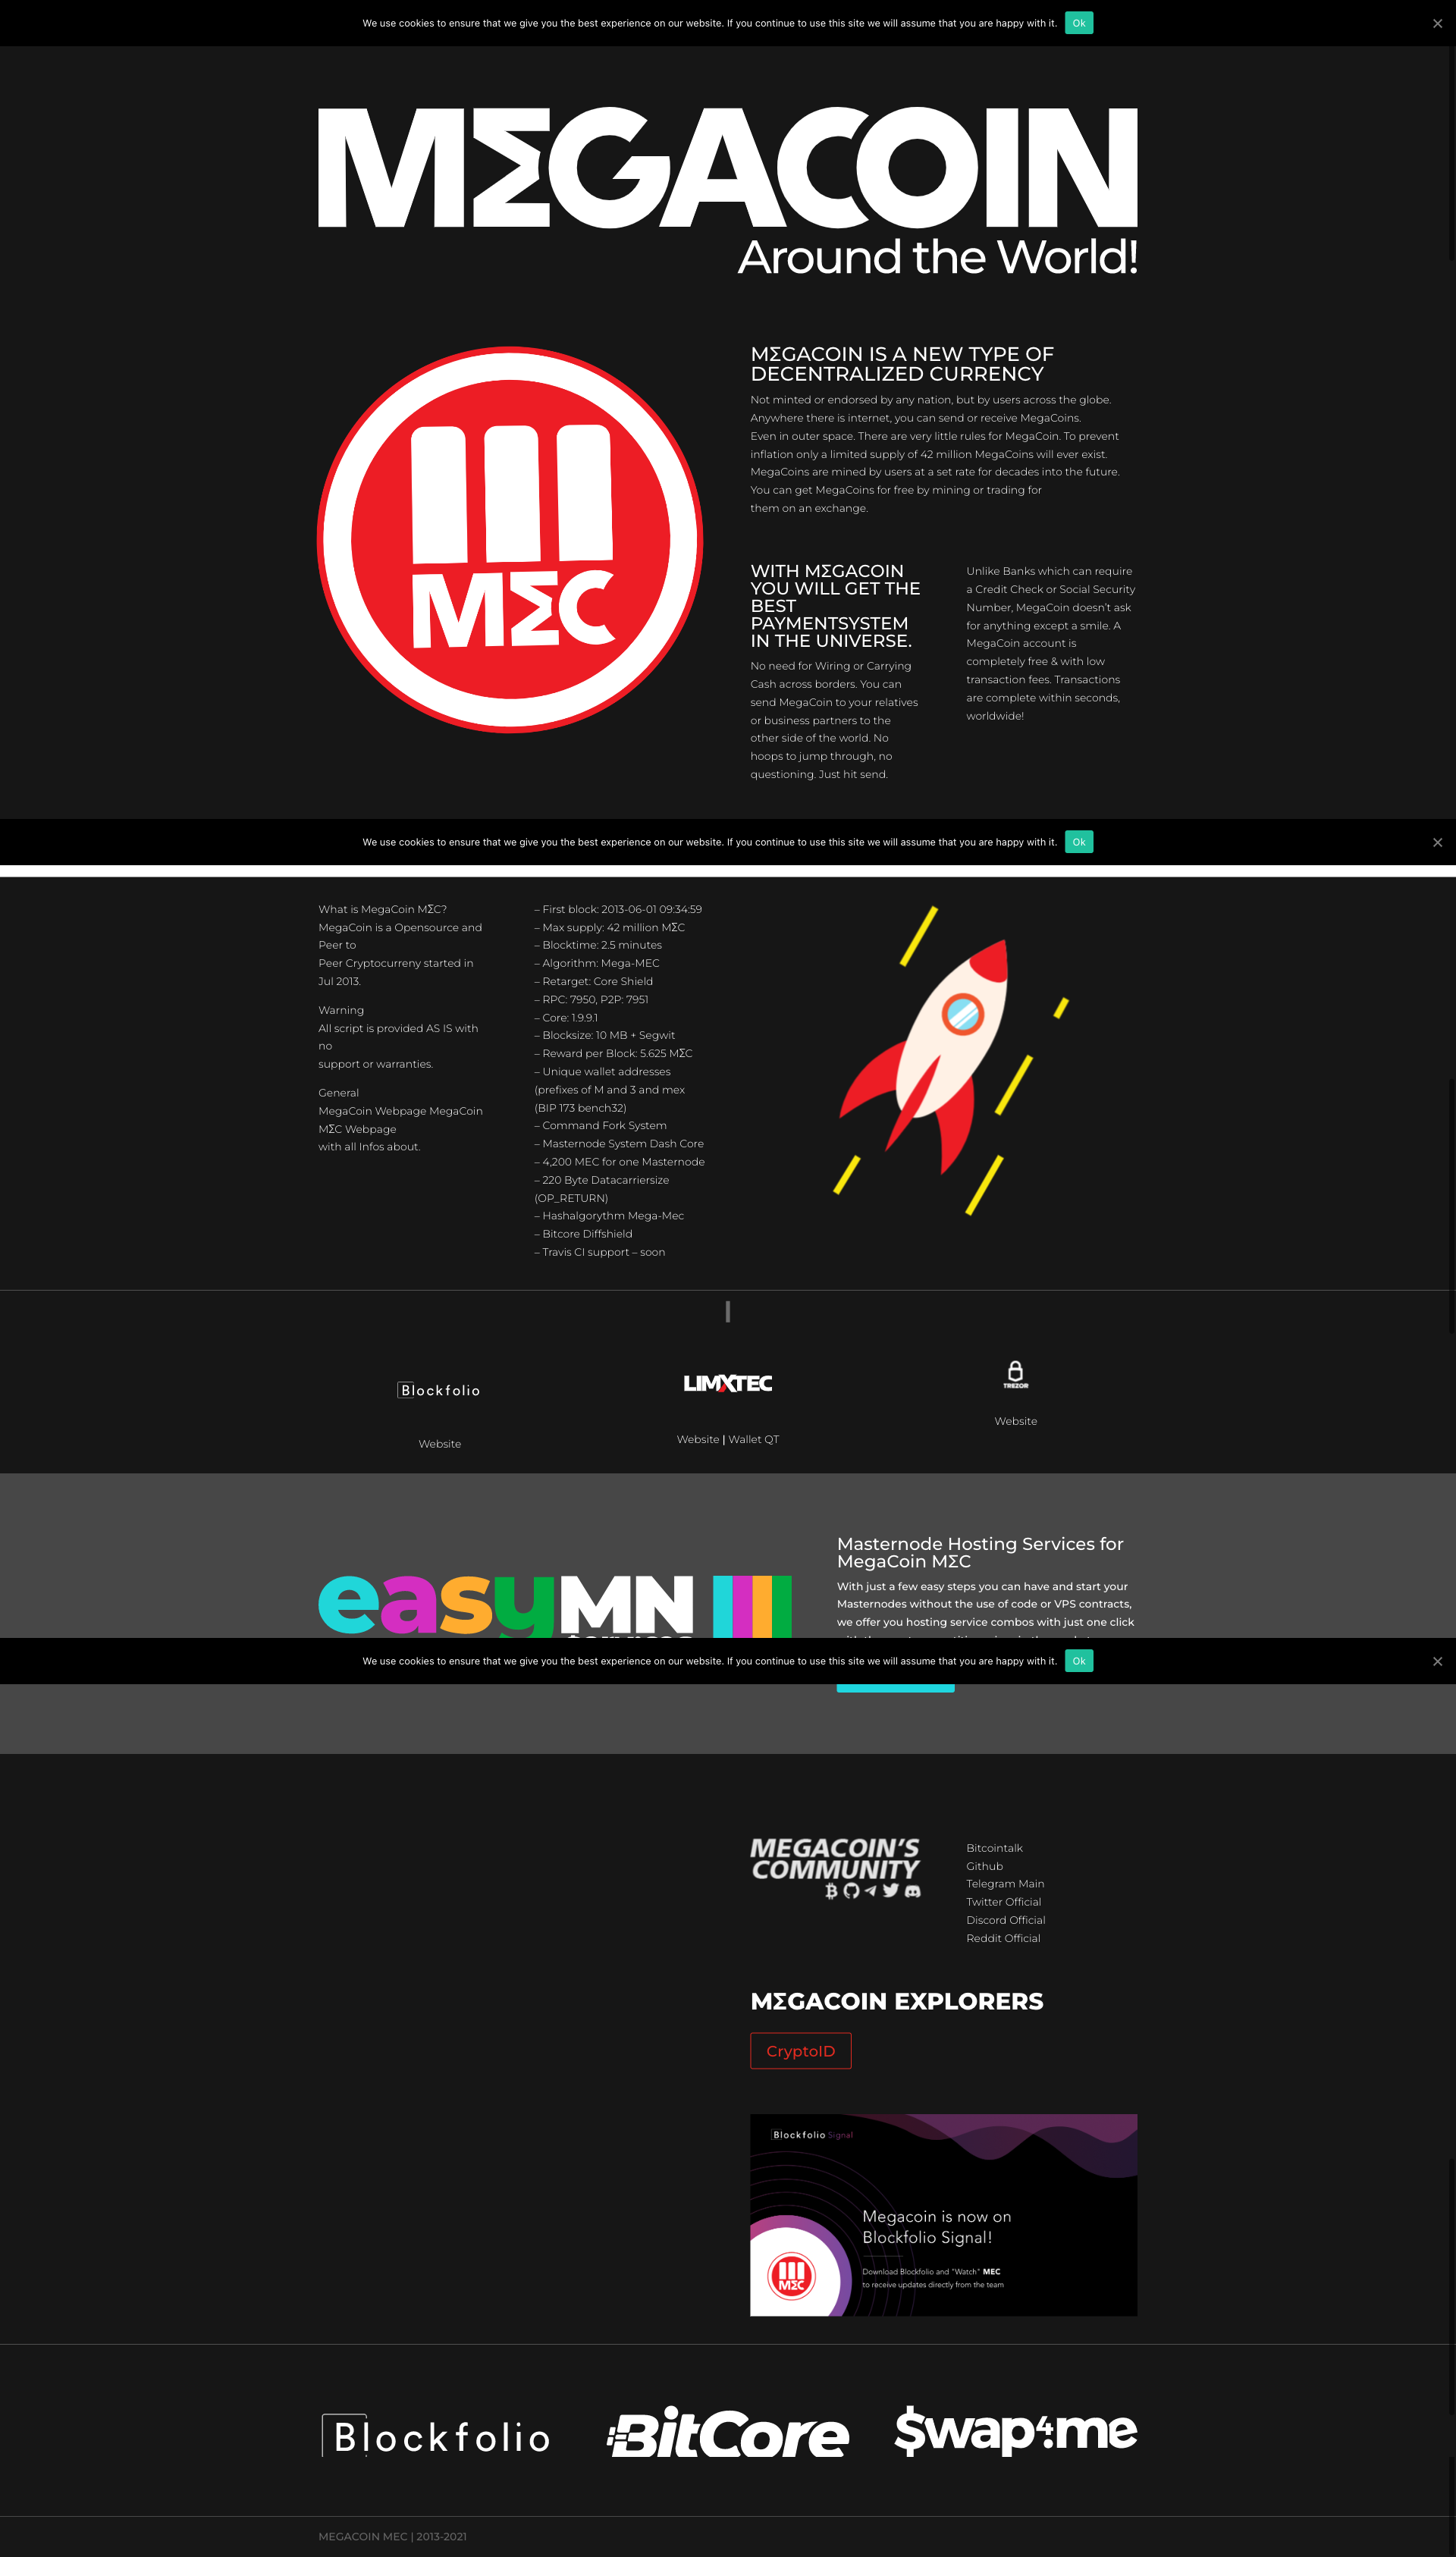 We use cookies to ensure that we give you the best experience on our website. If you continue to use this site we will assume that you are happy with it. Ok
MΣGACOIN
Around the World!
MΣC
MΣGACOIN IS A NEW TYPE OF
DECENTRALIZED CURRENCY
Not minted or endorsed by any nation, but by users across the globe.
Anywhere there is internet, you can send or receive MegaCoins.
Even in outer space. There are very little rules for MegaCoin. To prevent
inflation only a limited supply of 42 million MegaCoins will ever exist.
MegaCoins are mined by users at a set rate for decades into the future.
You can get MegaCoins for free by mining or trading for
them on an exchange.
WITH MΣGACOIN
YOU WILL GET THE
BEST
PAYMENTSYSTEM
IN THE UNIVERSE.
No need for Wiring or Carrying
Cash across borders. You can
send MegaCoin to your relatives
or business partners to the
other side of the world. No
hoops to jump through, no
questioning. Just hit send.
Unlike Banks which can require
a Credit Check or Social Security
Number, MegaCoin doesn't ask
for anything except a smile. A
MegaCoin account is
completely free & with low
transaction fees. Transactions
are complete within seconds,
worldwide!
We use cookies to ensure that we give you the best experience on our website. If you continue to use this site we will assume that you are happy with it. Ok
What is MegaCoin MΣC?
MegaCoin is a Opensource and
Peer to
Peer Cryptocurreny started in
Jul 2013.
Warning
All script is provided AS IS with
no
support or warranties.
General
MegaCoin Webpage MegaCoin
MΣC Webpage
with all Infos about.
– First block: 2013-06-01 09:34:59
– Max supply: 42 million MΣC
– Blocktime: 2.5 minutes
– Algorithm: Mega-MEC
– Retarget: Core Shield
– RPC: 7950, P2P: 7951
– Core: 1.9.9.1
– Blocksize: 10 MB + Segwit
– Reward per Block: 5.625 MΣC
– Unique wallet addresses
(prefixes of M and 3 and mex
(BIP 173 bench32)
– Command Fork System
– Masternode System Dash Core
– 4,200 MEC for one Masternode
– 220 Byte Datacarriersize
(OP_RETURN)
– Hashalgorythm Mega-Mec
– Bitcore Diffshield
– Travis CI support – soon
|
Blockfolio
Website
LIMXTEC
Website | Wallet QT
TREZOR
Website
easyMN
Masternode Hosting Services for
MegaCoin MΣC
With just a few easy steps you can have and start your
Masternodes without the use of code or VPS contracts,
we offer you hosting service combos with just one click
We use cookies to ensure that we give you the best experience on our website. If you continue to use this site we will assume that you are happy with it. Ok
MEGACOIN'S
COMMUNITY
Bitcointalk
Github
Telegram Main
Twitter Official
Discord Official
Reddit Official
MΣGACOIN EXPLORERS
CryptoID
Blockfolio Signal
Megacoin is now on
Blockfolio Signal!
Download Blockfolio and "Watch" MEC
to receive updates directly from the team
MΣC
Blockfolio
BitCore
$wap4.me
MEGACOIN MEC | 2013-2021